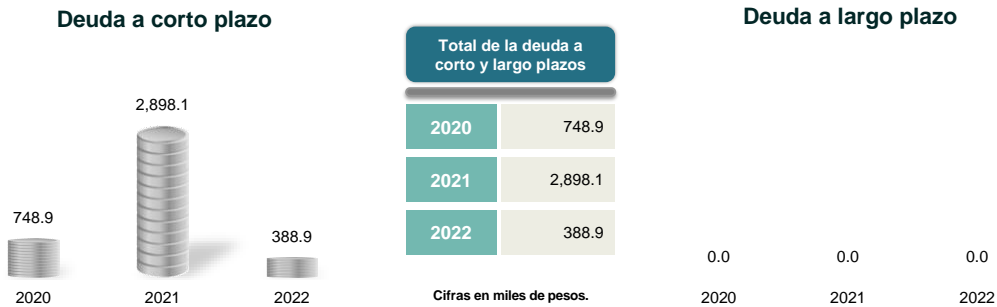 Deuda a corto plazo
2,898.1
748.9
388.9
2020 2021 2022
Total de la deuda a
corto y largo plazos
2020 748.9
2021 2,898.1
2022 388.9
Cifras en miles de pesos.
Deuda a largo plazo
0.0 0.0 0.0
2020 2021 2022